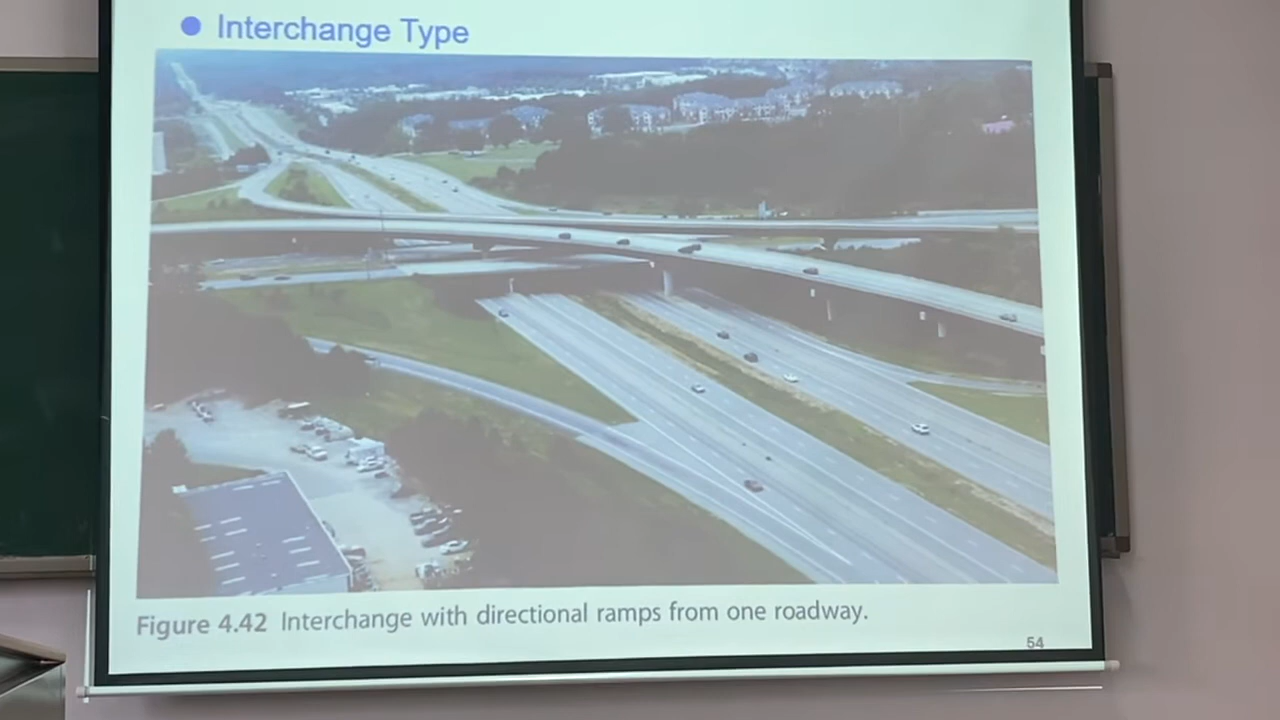 Interchange Type
Figure 4.42 Interchange with directional ramps from one roadway.
54